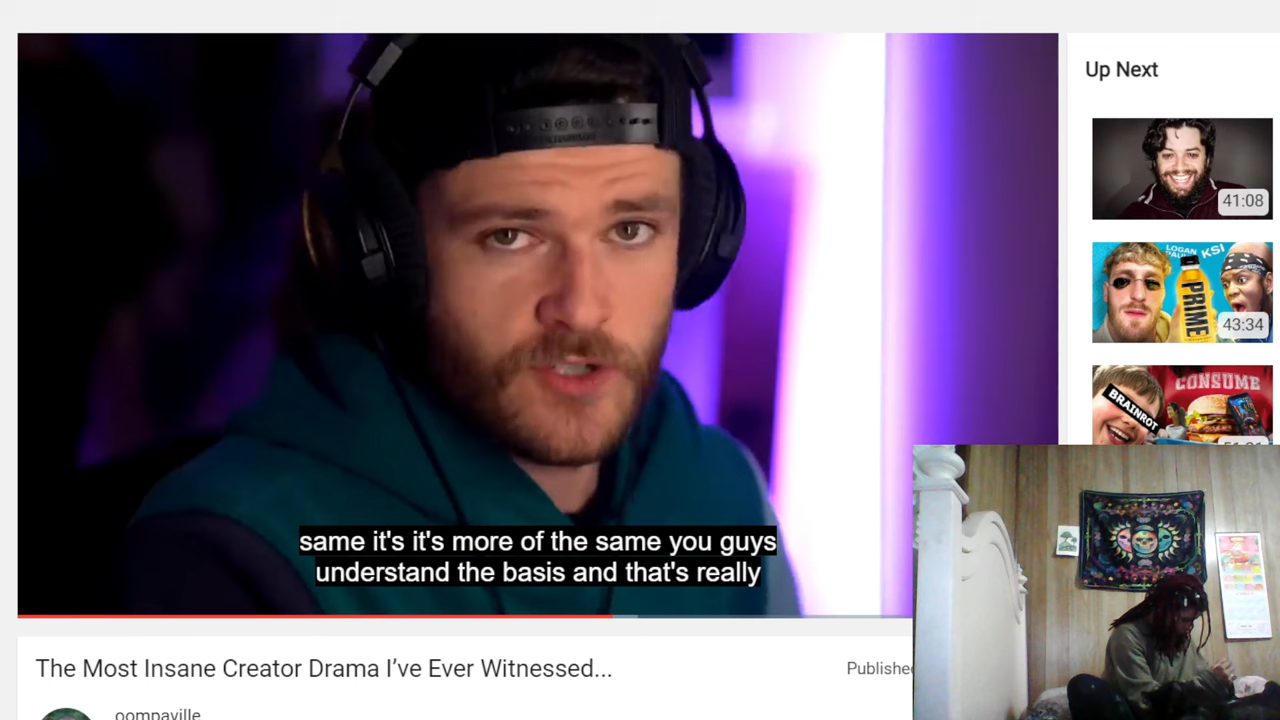 Up Next
41:08
LOGAN
PAUL
KSI
PRIME
43:34
CONSUME
BRAINROT
same it's it's more of the same you guys
understand the basis and that's really
The Most Insane Creator Drama I’ve Ever Witnessed...
Published
oompaville